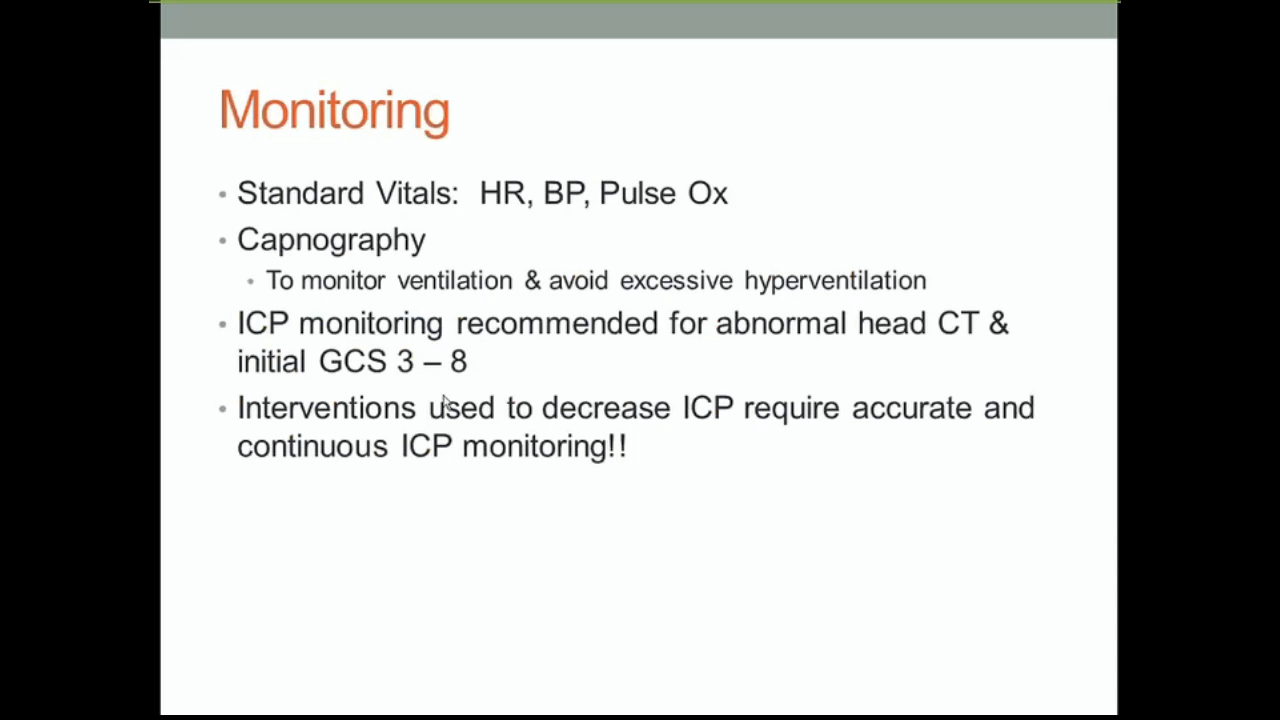 Monitoring
• Standard Vitals: HR, BP, Pulse Ox
• Capnography
• To monitor ventilation & avoid excessive hyperventilation
• ICP monitoring recommended for abnormal head CT &
initial GCS 3 – 8
• Interventions used to decrease ICP require accurate and
continuous ICP monitoring!!